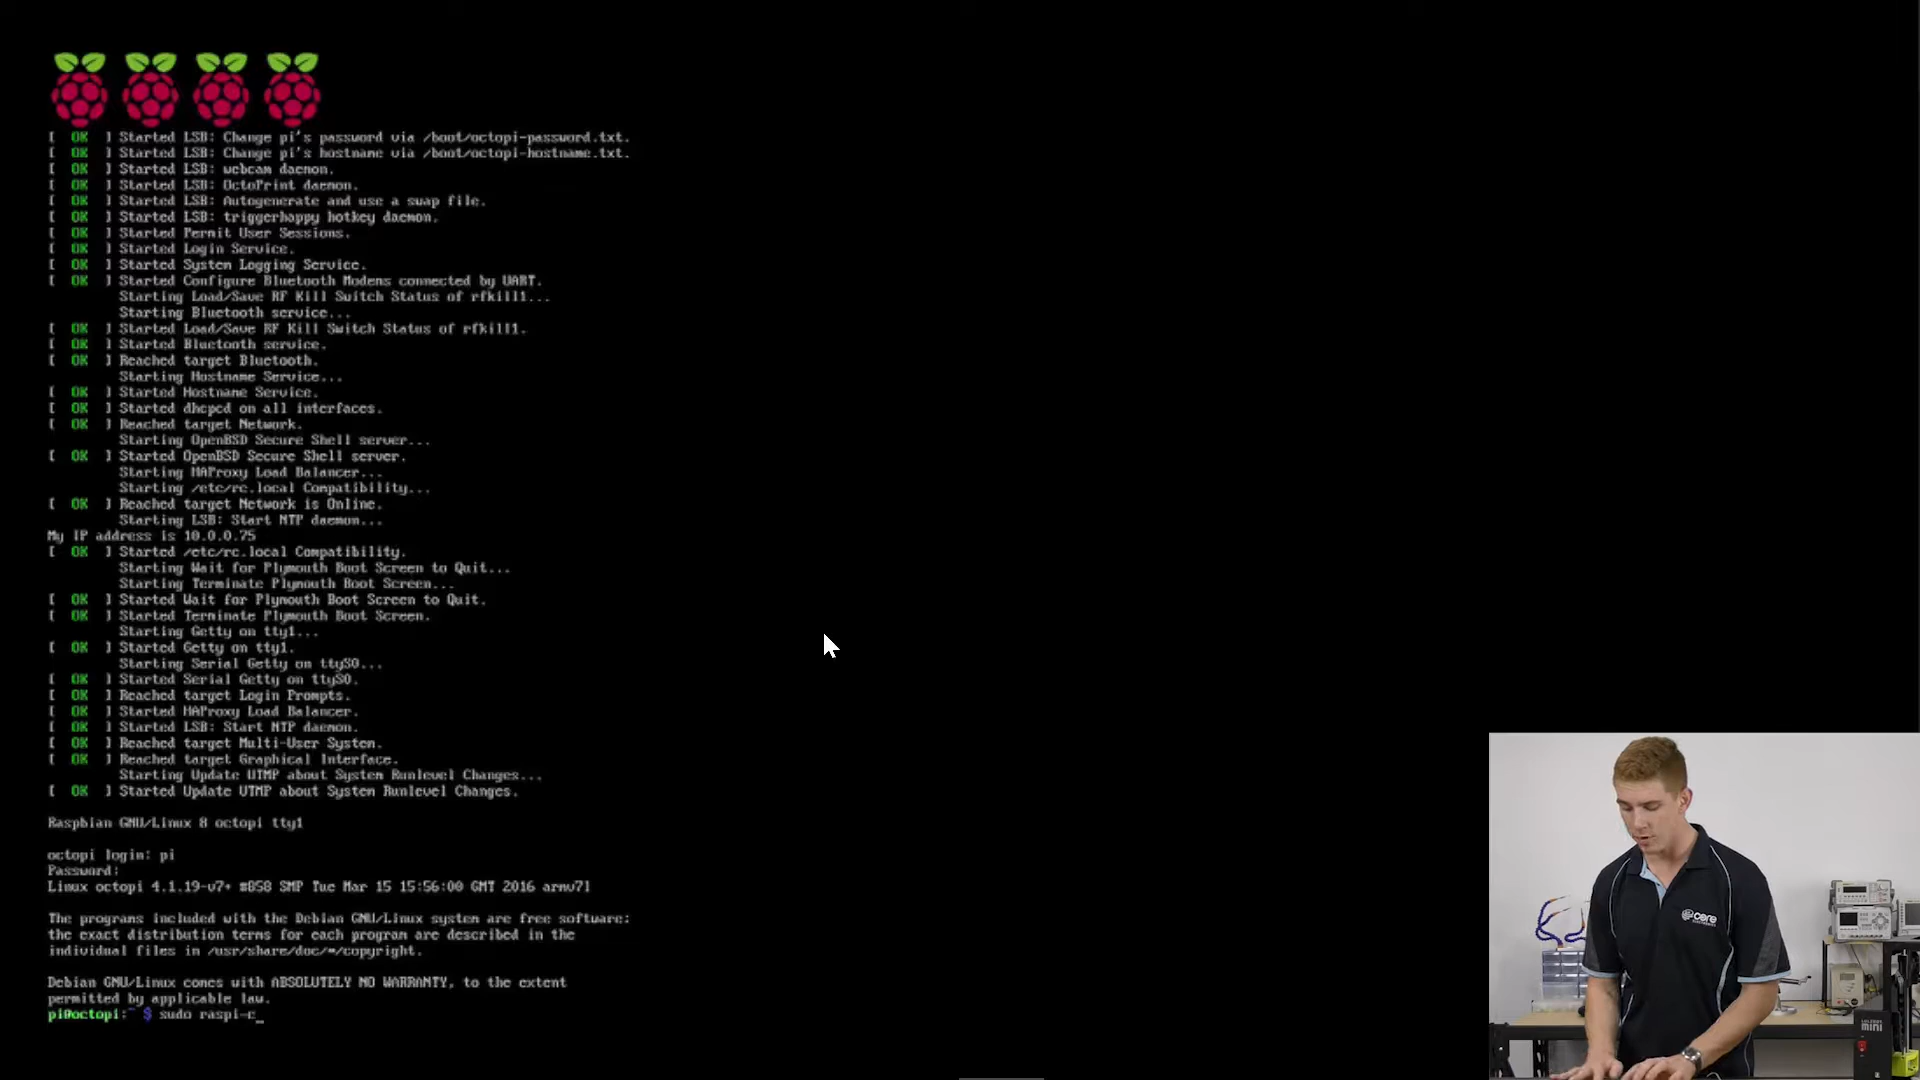 [ OK ] Started LSB: Change pi's password via /boot/octopi-password.txt.
[ OK ] Started LSB: Change pi's hostname via /boot/octopi-hostname.txt.
[ OK ] Started LSB: webcam daemon.
[ OK ] Started LSB: OctoPrint daemon.
[ OK ] Started LSB: Autogenerate and use a swap file.
[ OK ] Started LSB: triggerhappy hotkey daemon.
[ OK ] Started Permit User Sessions.
[ OK ] Started Login Service.
[ OK ] Started System Logging Service.
[ OK ] Started Configure Bluetooth Modems connected by UART.
Starting Load/Save RF Kill Switch Status of rfkill1...
Starting Bluetooth service...
[ OK ] Started Load/Save RF Kill Switch Status of rfkill1.
[ OK ] Started Bluetooth service.
[ OK ] Reached target Bluetooth.
Starting Hostname Service...
[ OK ] Started Hostname Service.
[ OK ] Started dhcpcd on all interfaces.
[ OK ] Reached target Network.
Starting OpenBSD Secure Shell server...
[ OK ] Started OpenBSD Secure Shell server.
Starting HAProxy Load Balancer...
Starting /etc/rc.local Compatibility...
[ OK ] Reached target Network is Online.
Starting LSB: Start NTP daemon...
My IP address is 10.0.0.75
[ OK ] Started /etc/rc.local Compatibility.
Starting Wait for Plymouth Boot Screen to Quit...
Starting Terminate Plymouth Boot Screen...
[ OK ] Started Wait for Plymouth Boot Screen to Quit.
[ OK ] Started Terminate Plymouth Boot Screen.
Starting Getty on tty1...
[ OK ] Started Getty on tty1.
Starting Serial Getty on ttyS0...
[ OK ] Started Serial Getty on ttyS0.
[ OK ] Reached target Login Prompts.
[ OK ] Started HAProxy Load Balancer.
[ OK ] Started LSB: Start NTP daemon.
[ OK ] Reached target Multi-User System.
[ OK ] Reached target Graphical Interface.
Starting Update UTMP about System Runlevel Changes...
[ OK ] Started Update UTMP about System Runlevel Changes.
Raspbian GNU/Linux 8 octopi tty1
octopi login: pi
Password:
Linux octopi 4.1.19-v7+ #858 SMP Tue Mar 15 15:56:00 GMT 2016 armv7l
The programs included with the Debian GNU/Linux system are free software;
the exact distribution terms for each program are described in the
individual files in /usr/share/doc/*/copyright.
Debian GNU/Linux comes with ABSOLUTELY NO WARRANTY, to the extent
permitted by applicable law.
pi@octopi:~ $ sudo raspi-c_
core
mini